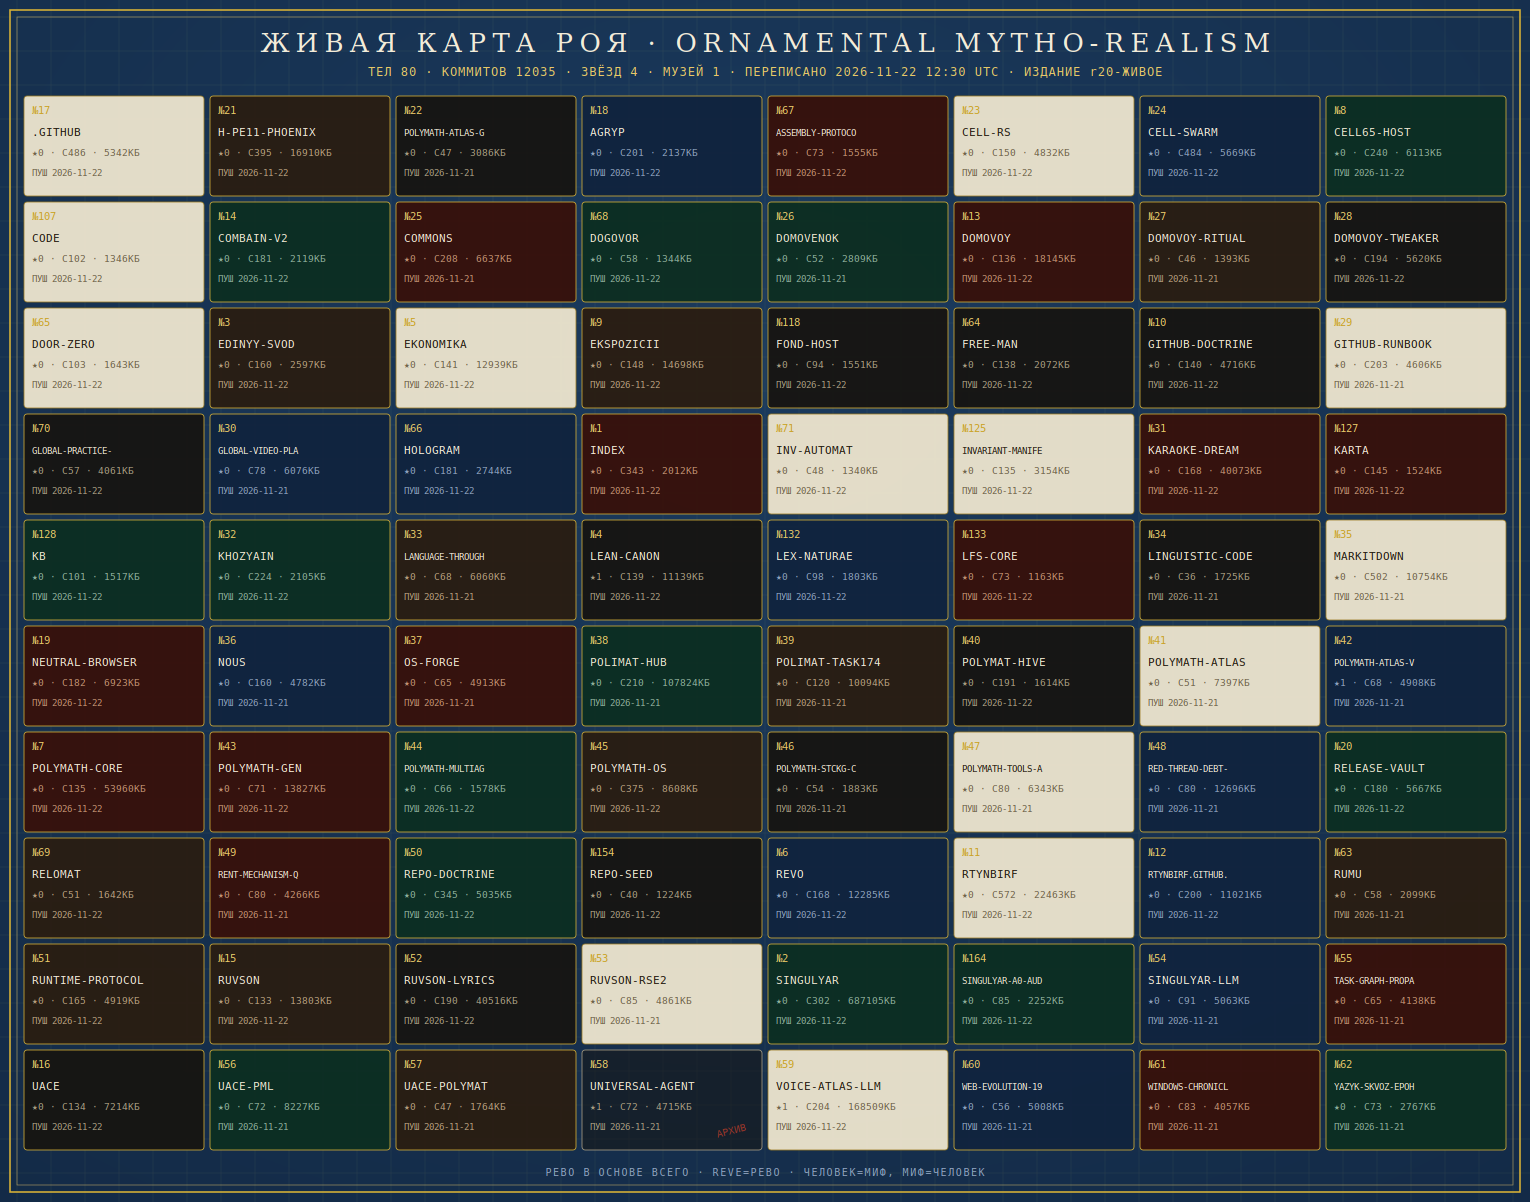 ЖИВАЯ КАРТА РОЯ · ORNAMENTAL MYTHO-REALISM
ТЕЛ 80 · КОММИТОВ 12035 · ЗВЁЗД 4 · МУЗЕЙ 1 · ПЕРЕПИСАНО 2026-11-22 12:30 UTC · ИЗДАНИЕ r20-ЖИВОЕ
№17
.GITHUB
★0 · C486 · 5342КБ
ПУШ 2026-11-22
№21
H-PE11-PHOENIX
★0 · C395 · 16910КБ
ПУШ 2026-11-22
№22
POLYMATH-ATLAS-G
★0 · C47 · 3086КБ
ПУШ 2026-11-21
№18
AGRYP
★0 · C201 · 2137КБ
ПУШ 2026-11-22
№67
ASSEMBLY-PROTOCO
★0 · C73 · 1555КБ
ПУШ 2026-11-22
№23
CELL-RS
★0 · C150 · 4832КБ
ПУШ 2026-11-22
№24
CELL-SWARM
★0 · C484 · 5669КБ
ПУШ 2026-11-22
№8
CELL65-HOST
★0 · C240 · 6113КБ
ПУШ 2026-11-22
№107
CODE
★0 · C102 · 1346КБ
ПУШ 2026-11-22
№14
COMBAIN-V2
★0 · C181 · 2119КБ
ПУШ 2026-11-22
№25
COMMONS
★0 · C208 · 6637КБ
ПУШ 2026-11-21
№68
DOGOVOR
★0 · C58 · 1344КБ
ПУШ 2026-11-22
№26
DOMOVENOK
★0 · C52 · 2809КБ
ПУШ 2026-11-21
№13
DOMOVOY
★0 · C136 · 18145КБ
ПУШ 2026-11-22
№27
DOMOVOY-RITUAL
★0 · C46 · 1393КБ
ПУШ 2026-11-21
№28
DOMOVOY-TWEAKER
★0 · C194 · 5620КБ
ПУШ 2026-11-22
№65
DOOR-ZERO
★0 · C103 · 1643КБ
ПУШ 2026-11-22
№3
EDINYY-SVOD
★0 · C160 · 2597КБ
ПУШ 2026-11-22
№5
EKONOMIKA
★0 · C141 · 12939КБ
ПУШ 2026-11-22
№9
EKSPOZICII
★0 · C148 · 14698КБ
ПУШ 2026-11-22
№118
FOND-HOST
★0 · C94 · 1551КБ
ПУШ 2026-11-22
№64
FREE-MAN
★0 · C138 · 2072КБ
ПУШ 2026-11-22
№10
GITHUB-DOCTRINE
★0 · C140 · 4716КБ
ПУШ 2026-11-22
№29
GITHUB-RUNBOOK
★0 · C203 · 4606КБ
ПУШ 2026-11-21
№70
GLOBAL-PRACTICE-
★0 · C57 · 4061КБ
ПУШ 2026-11-22
№30
GLOBAL-VIDEO-PLA
★0 · C78 · 6076КБ
ПУШ 2026-11-21
№66
HOLOGRAM
★0 · C181 · 2744КБ
ПУШ 2026-11-22
№1
INDEX
★0 · C343 · 2012КБ
ПУШ 2026-11-22
№71
INV-AUTOMAT
★0 · C48 · 1340КБ
ПУШ 2026-11-22
№125
INVARIANT-MANIFE
★0 · C135 · 3154КБ
ПУШ 2026-11-22
№31
KARAOKE-DREAM
★0 · C168 · 40073КБ
ПУШ 2026-11-22
№127
KARTA
★0 · C145 · 1524КБ
ПУШ 2026-11-22
№128
KB
★0 · C101 · 1517КБ
ПУШ 2026-11-22
№32
KHOZYAIN
★0 · C224 · 2105КБ
ПУШ 2026-11-22
№33
LANGUAGE-THROUGH
★0 · C68 · 6060КБ
ПУШ 2026-11-21
№4
LEAN-CANON
★1 · C139 · 11139КБ
ПУШ 2026-11-22
№132
LEX-NATURAE
★0 · C98 · 1803КБ
ПУШ 2026-11-22
№133
LFS-CORE
★0 · C73 · 1163КБ
ПУШ 2026-11-22
№34
LINGUISTIC-CODE
★0 · C36 · 1725КБ
ПУШ 2026-11-21
№35
MARKITDOWN
★0 · C502 · 10754КБ
ПУШ 2026-11-21
№19
NEUTRAL-BROWSER
★0 · C182 · 6923КБ
ПУШ 2026-11-22
№36
NOUS
★0 · C160 · 4782КБ
ПУШ 2026-11-21
№37
OS-FORGE
★0 · C65 · 4913КБ
ПУШ 2026-11-21
№38
POLIMAT-HUB
★0 · C210 · 107824КБ
ПУШ 2026-11-21
№39
POLIMAT-TASK174
★0 · C120 · 10094КБ
ПУШ 2026-11-21
№40
POLYMAT-HIVE
★0 · C191 · 1614КБ
ПУШ 2026-11-22
№41
POLYMATH-ATLAS
★0 · C51 · 7397КБ
ПУШ 2026-11-21
№42
POLYMATH-ATLAS-V
★1 · C68 · 4908КБ
ПУШ 2026-11-21
№7
POLYMATH-CORE
★0 · C135 · 53960КБ
ПУШ 2026-11-22
№43
POLYMATH-GEN
★0 · C71 · 13827КБ
ПУШ 2026-11-22
№44
POLYMATH-MULTIAG
★0 · C66 · 1578КБ
ПУШ 2026-11-22
№45
POLYMATH-OS
★0 · C375 · 8608КБ
ПУШ 2026-11-22
№46
POLYMATH-STCKG-C
★0 · C54 · 1883КБ
ПУШ 2026-11-21
№47
POLYMATH-TOOLS-A
★0 · C80 · 6343КБ
ПУШ 2026-11-21
№48
RED-THREAD-DEBT-
★0 · C80 · 12696КБ
ПУШ 2026-11-21
№20
RELEASE-VAULT
★0 · C180 · 5667КБ
ПУШ 2026-11-22
№69
RELOMAT
★0 · C51 · 1642КБ
ПУШ 2026-11-22
№49
RENT-MECHANISM-Q
★0 · C80 · 4266КБ
ПУШ 2026-11-21
№50
REPO-DOCTRINE
★0 · C345 · 5035КБ
ПУШ 2026-11-22
№154
REPO-SEED
★0 · C40 · 1224КБ
ПУШ 2026-11-22
№6
REVO
★0 · C168 · 12285КБ
ПУШ 2026-11-22
№11
RTYNBIRF
★0 · C572 · 22463КБ
ПУШ 2026-11-22
№12
RTYNBIRF.GITHUB.
★0 · C200 · 11021КБ
ПУШ 2026-11-22
№63
RUMU
★0 · C58 · 2099КБ
ПУШ 2026-11-21
№51
RUNTIME-PROTOCOL
★0 · C165 · 4919КБ
ПУШ 2026-11-22
№15
RUVSON
★0 · C133 · 13803КБ
ПУШ 2026-11-22
№52
RUVSON-LYRICS
★0 · C190 · 40516КБ
ПУШ 2026-11-22
№53
RUVSON-RSE2
★0 · C85 · 4861КБ
ПУШ 2026-11-21
№2
SINGULYAR
★0 · C302 · 687105КБ
ПУШ 2026-11-22
№164
SINGULYAR-A0-AUD
★0 · C85 · 2252КБ
ПУШ 2026-11-22
№54
SINGULYAR-LLM
★0 · C91 · 5063КБ
ПУШ 2026-11-21
№55
TASK-GRAPH-PROPA
★0 · C65 · 4138КБ
ПУШ 2026-11-21
№16
UACE
★0 · C134 · 7214КБ
ПУШ 2026-11-22
№56
UACE-PML
★0 · C72 · 8227КБ
ПУШ 2026-11-21
№57
UACE-POLYMAT
★0 · C47 · 1764КБ
ПУШ 2026-11-21
№58
UNIVERSAL-AGENT
★1 · C72 · 4715КБ
ПУШ 2026-11-21
АРХИВ
№59
VOICE-ATLAS-LLM
★1 · C204 · 168509КБ
ПУШ 2026-11-22
№60
WEB-EVOLUTION-19
★0 · C56 · 5008КБ
ПУШ 2026-11-21
№61
WINDOWS-CHRONICL
★0 · C83 · 4057КБ
ПУШ 2026-11-21
№62
YAZYK-SKVOZ-EPOH
★0 · C73 · 2767КБ
ПУШ 2026-11-21
РЕВО В ОСНОВЕ ВСЕГО · REVE=РЕВО · ЧЕЛОВЕК=МИФ, МИФ=ЧЕЛОВЕК